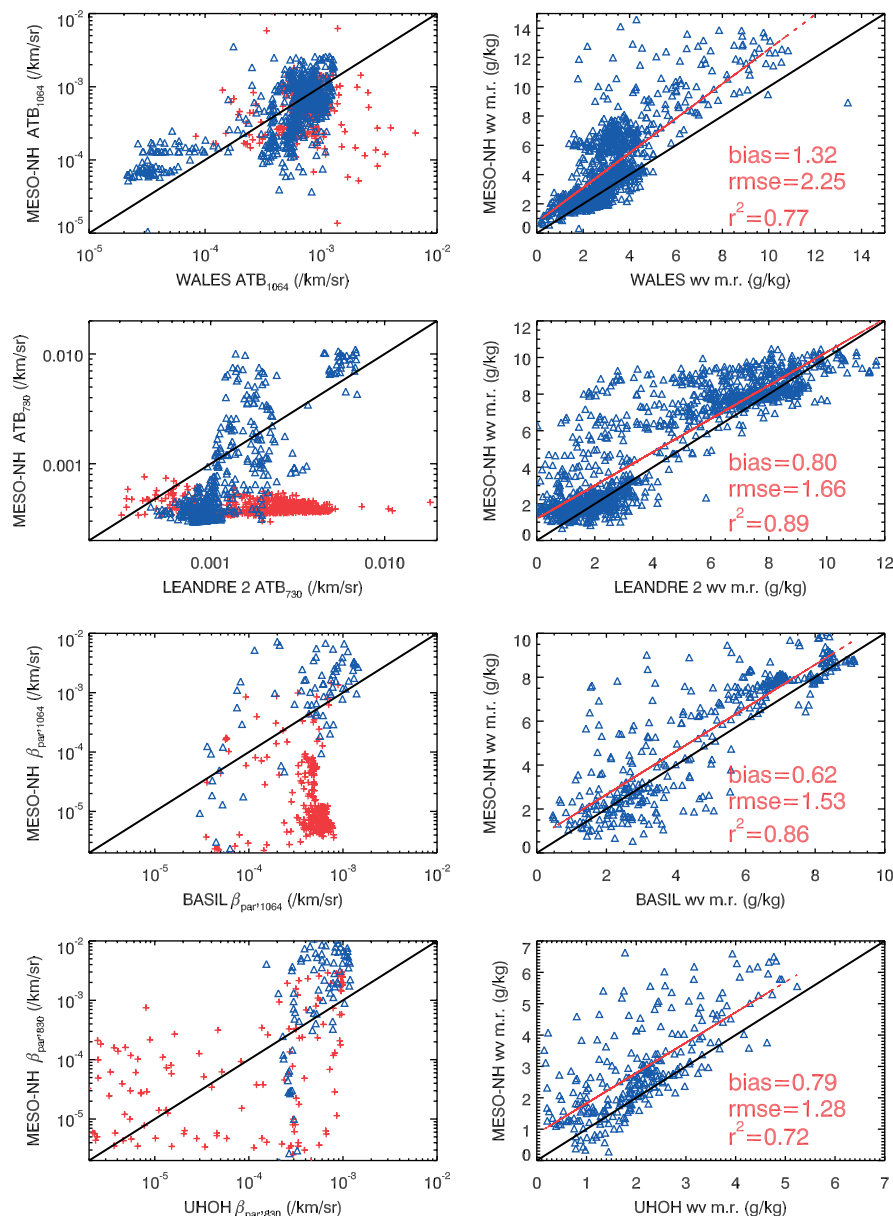 MESO-NH ATB1064 (/km/sr)
10-2
10-3
10-4
10-5
10-5 10-4 10-3 10-2
WALES ATB1064 (/km/sr)
MESO-NH wv m.r. (g/kg)
14
12
10
8
6
4
2
0
bias=1.32
rmse=2.25
r2=0.77
0 2 4 6 8 10 12 14
WALES wv m.r. (g/kg)
MESO-NH ATB730 (/km/sr)
0.010
0.001
0.001 0.010
LEANDRE 2 ATB730 (/km/sr)
MESO-NH wv m.r. (g/kg)
12
10
8
6
4
2
0
bias=0.80
rmse=1.66
r2=0.89
0 2 4 6 8 10 12
LEANDRE 2 wv m.r. (g/kg)
MESO-NH βpar,1064 (/km/sr)
10-2
10-3
10-4
10-5
10-5 10-4 10-3 10-2
BASIL βpar,1064 (/km/sr)
MESO-NH wv m.r. (g/kg)
10
8
6
4
2
0
bias=0.62
rmse=1.53
r2=0.86
0 2 4 6 8 10
BASIL wv m.r. (g/kg)
MESO-NH βpar,830 (/km/sr)
10-2
10-3
10-4
10-5
10-5 10-4 10-3 10-2
UHOH βpar,830 (/km/sr)
MESO-NH wv m.r. (g/kg)
7
6
5
4
3
2
1
0
bias=0.79
rmse=1.28
r2=0.72
0 1 2 3 4 5 6 7
UHOH wv m.r. (g/kg)